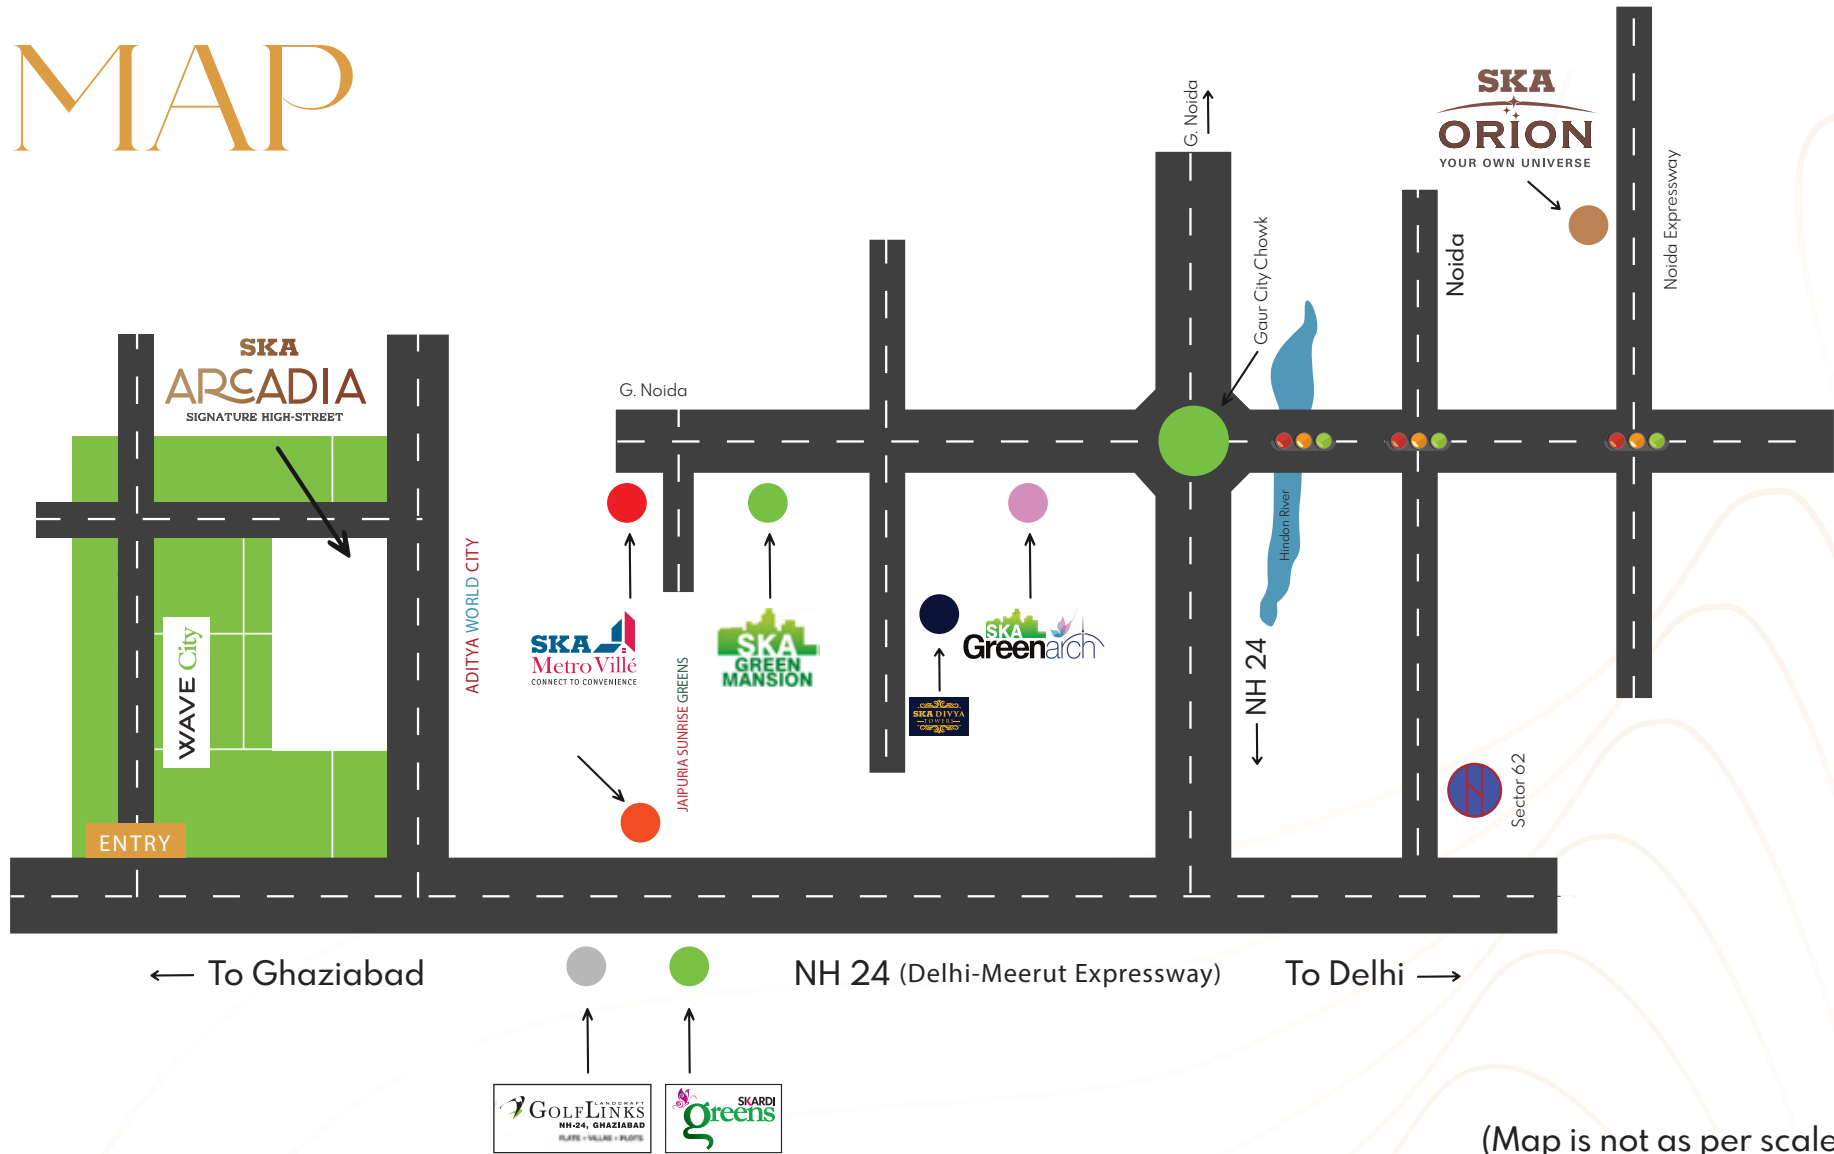 MAP
SKA
ORION
YOUR OWN UNIVERSE
G. Noida
Noida Expressway
Noida
Gaur City Chowk
SKA
ARCADIA
SIGNATURE HIGH-STREET
G. Noida
Hindon River
ADITYA WORLD CITY
WAVE City
SKA
Metro Villé
CONNECT TO CONVENIENCE
JAIPURIA SUNRISE GREENS
SKA
GREEN
MANSION
SKA
Greenarch
SKA DIVYA
TOWERS
NH 24
Sector 62
ENTRY
To Ghaziabad
NH 24 (Delhi-Meerut Expressway)
To Delhi
LANDCRAFT
GOLFLINKS
NH-24, GHAZIABAD
FLATS • VILLAS • PLOTS
SKARDI
greens
(Map is not as per scale